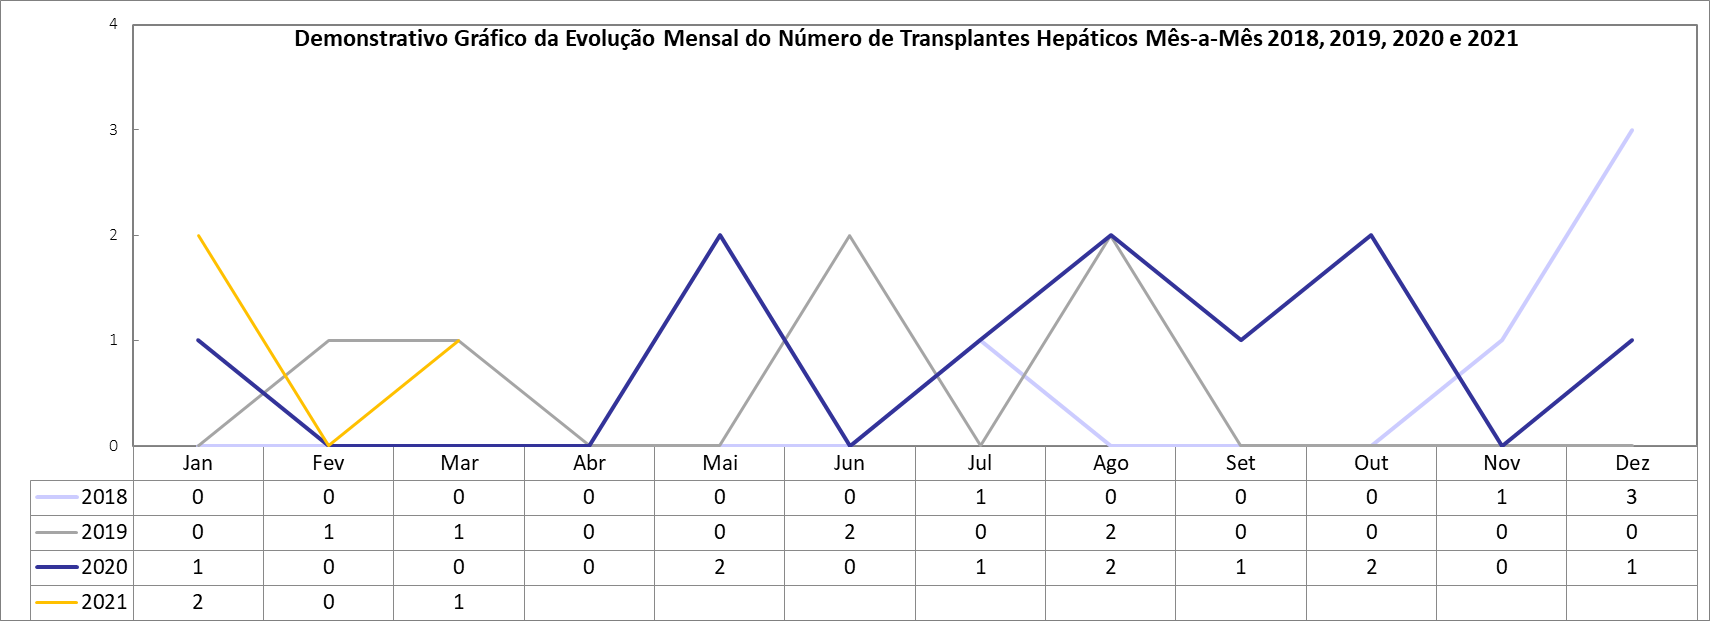 Demonstrativo Gráfico da Evolução Mensal do Número de Transplantes Hepáticos Mês-a-Mês 2018, 2019, 2020 e 2021
4
3
2
1
0
Jan Fev Mar Abr Mai Jun Jul Ago Set Out Nov Dez
2018 0 0 0 0 0 0 1 0 0 0 1 3
2019 0 1 1 0 0 2 0 2 0 0 0 0
2020 1 0 0 0 2 0 1 2 1 2 0 1
2021 2 0 1